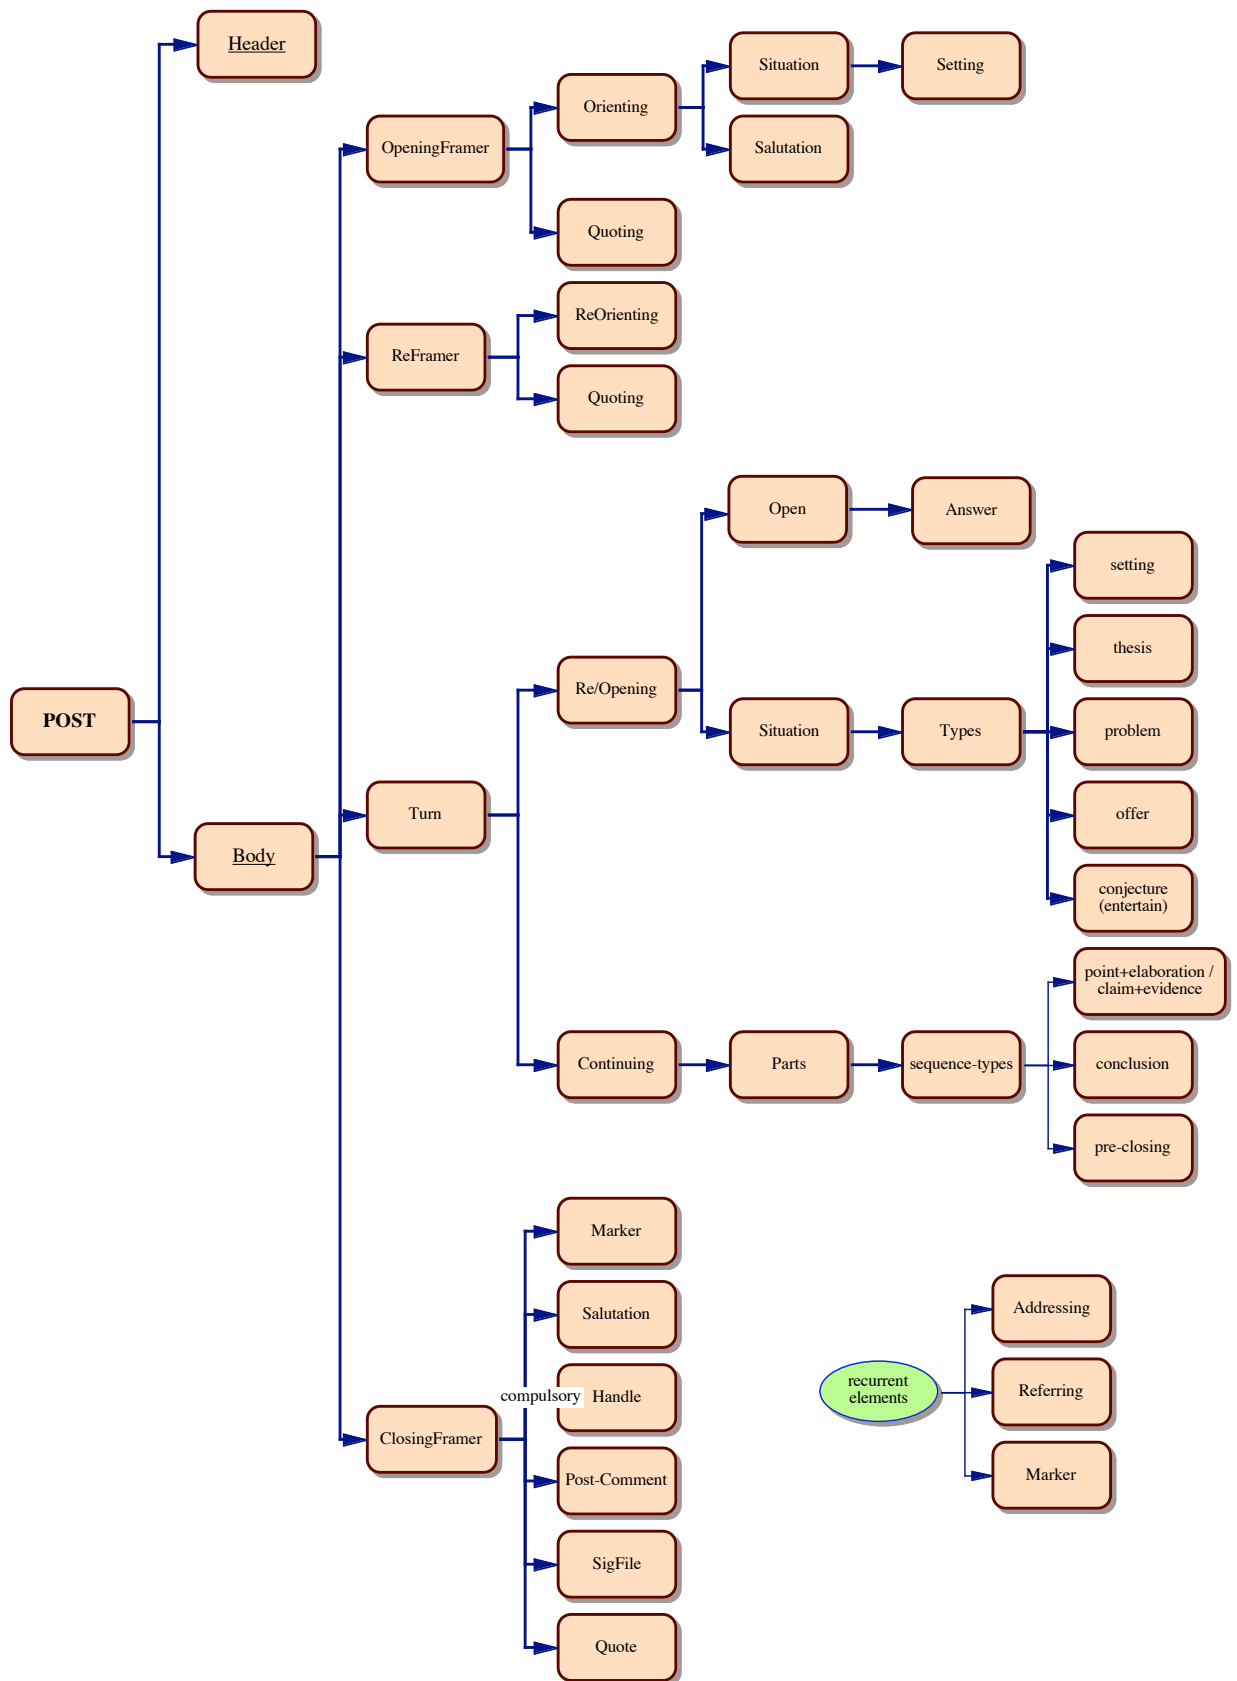 Header
Situation
Setting
Orienting
OpeningFramer
Salutation
Quoting
ReOrienting
ReFramer
Quoting
Open
Answer
setting
thesis
Re/Opening
POST
Situation
Types
problem
Turn
offer
Body
conjecture
(entertain)
point+elaboration /
claim+evidence
Continuing
Parts
sequence-types
conclusion
pre-closing
Marker
Salutation
compulsory
Handle
ClosingFramer
Post-Comment
SigFile
Quote
Addressing
recurrent
elements
Referring
Marker